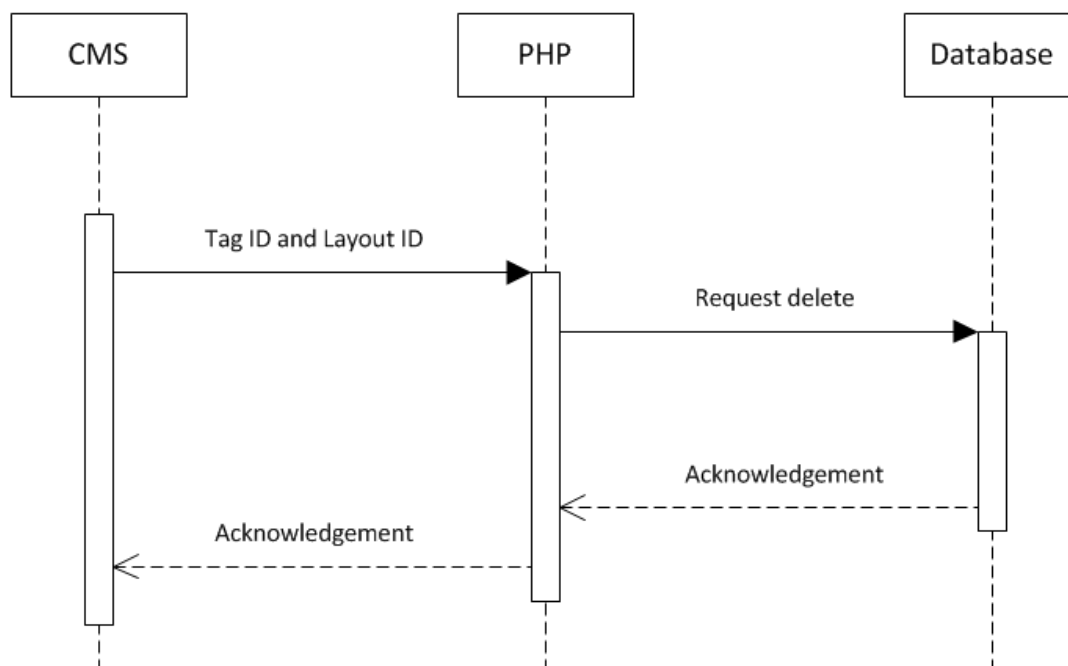 CMS
PHP
Database
Tag ID and Layout ID
Request delete
Acknowledgement
Acknowledgement